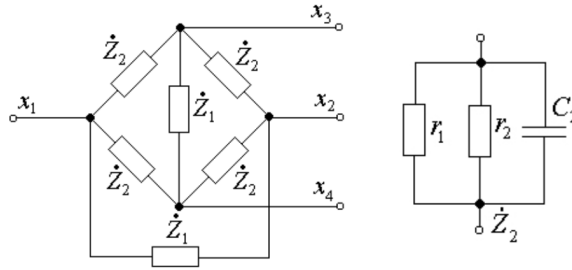 x₃
Ż₂ Ż₂
x₁ Ż₁ x₂
Ż₂ Ż₂
x₄
Ż₁
r₁ r₂
Ż₂